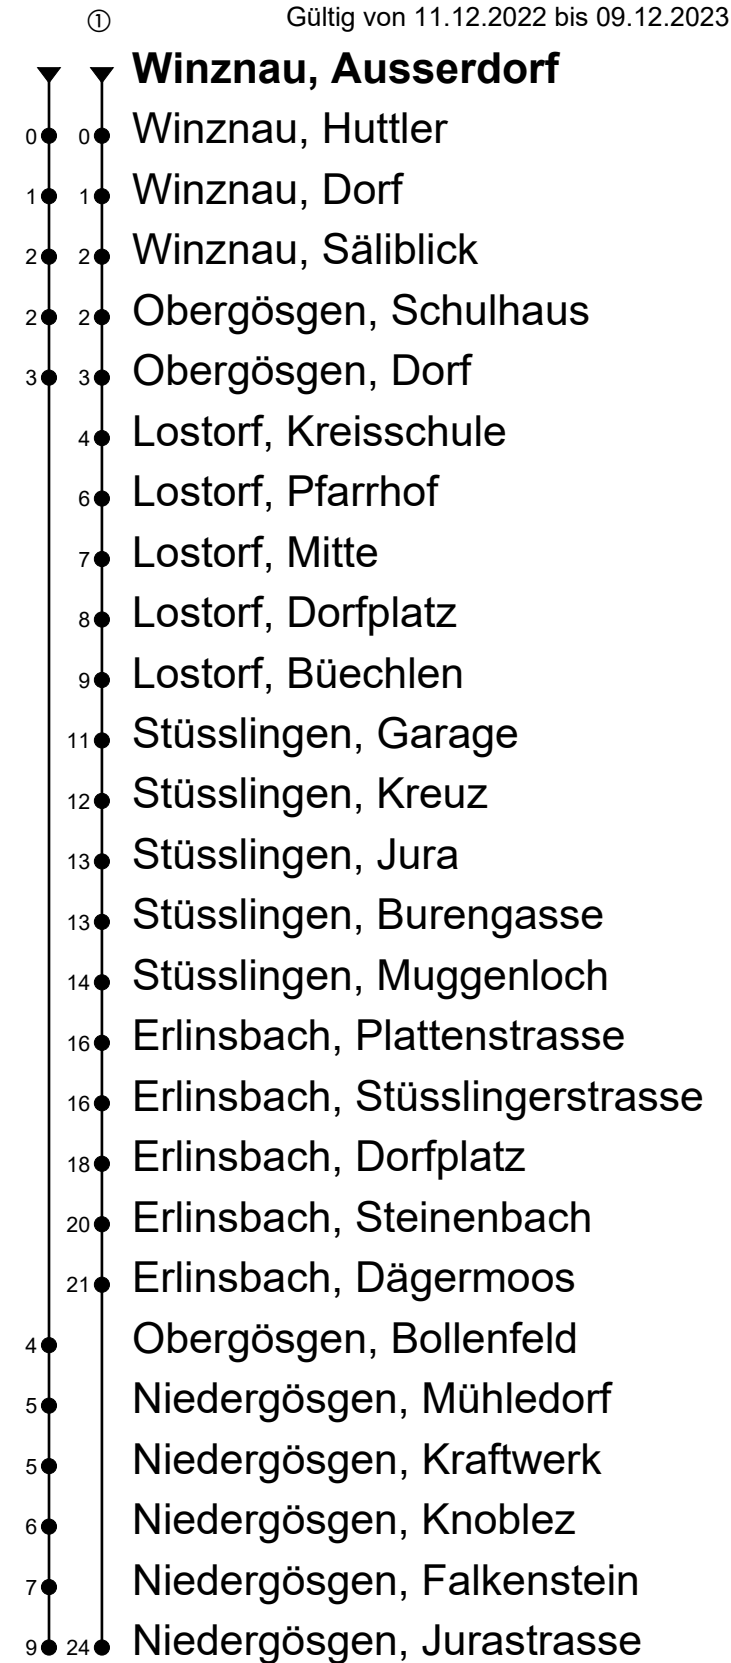 ① Gültig von 11.12.2022 bis 09.12.2023
Winznau, Ausserdorf
0 0 Winznau, Huttler
1 1 Winznau, Dorf
2 2 Winznau, Säliblick
2 2 Obergösgen, Schulhaus
3 3 Obergösgen, Dorf
4 Lostorf, Kreisschule
6 Lostorf, Pfarrhof
7 Lostorf, Mitte
8 Lostorf, Dorfplatz
9 Lostorf, Büechlen
11 Stüsslingen, Garage
12 Stüsslingen, Kreuz
13 Stüsslingen, Jura
13 Stüsslingen, Burengasse
14 Stüsslingen, Muggenloch
16 Erlinsbach, Plattenstrasse
16 Erlinsbach, Stüsslingerstrasse
18 Erlinsbach, Dorfplatz
20 Erlinsbach, Steinenbach
21 Erlinsbach, Dägermoos
4 Obergösgen, Bollenfeld
5 Niedergösgen, Mühledorf
5 Niedergösgen, Kraftwerk
6 Niedergösgen, Knoblez
7 Niedergösgen, Falkenstein
9 24 Niedergösgen, Jurastrasse